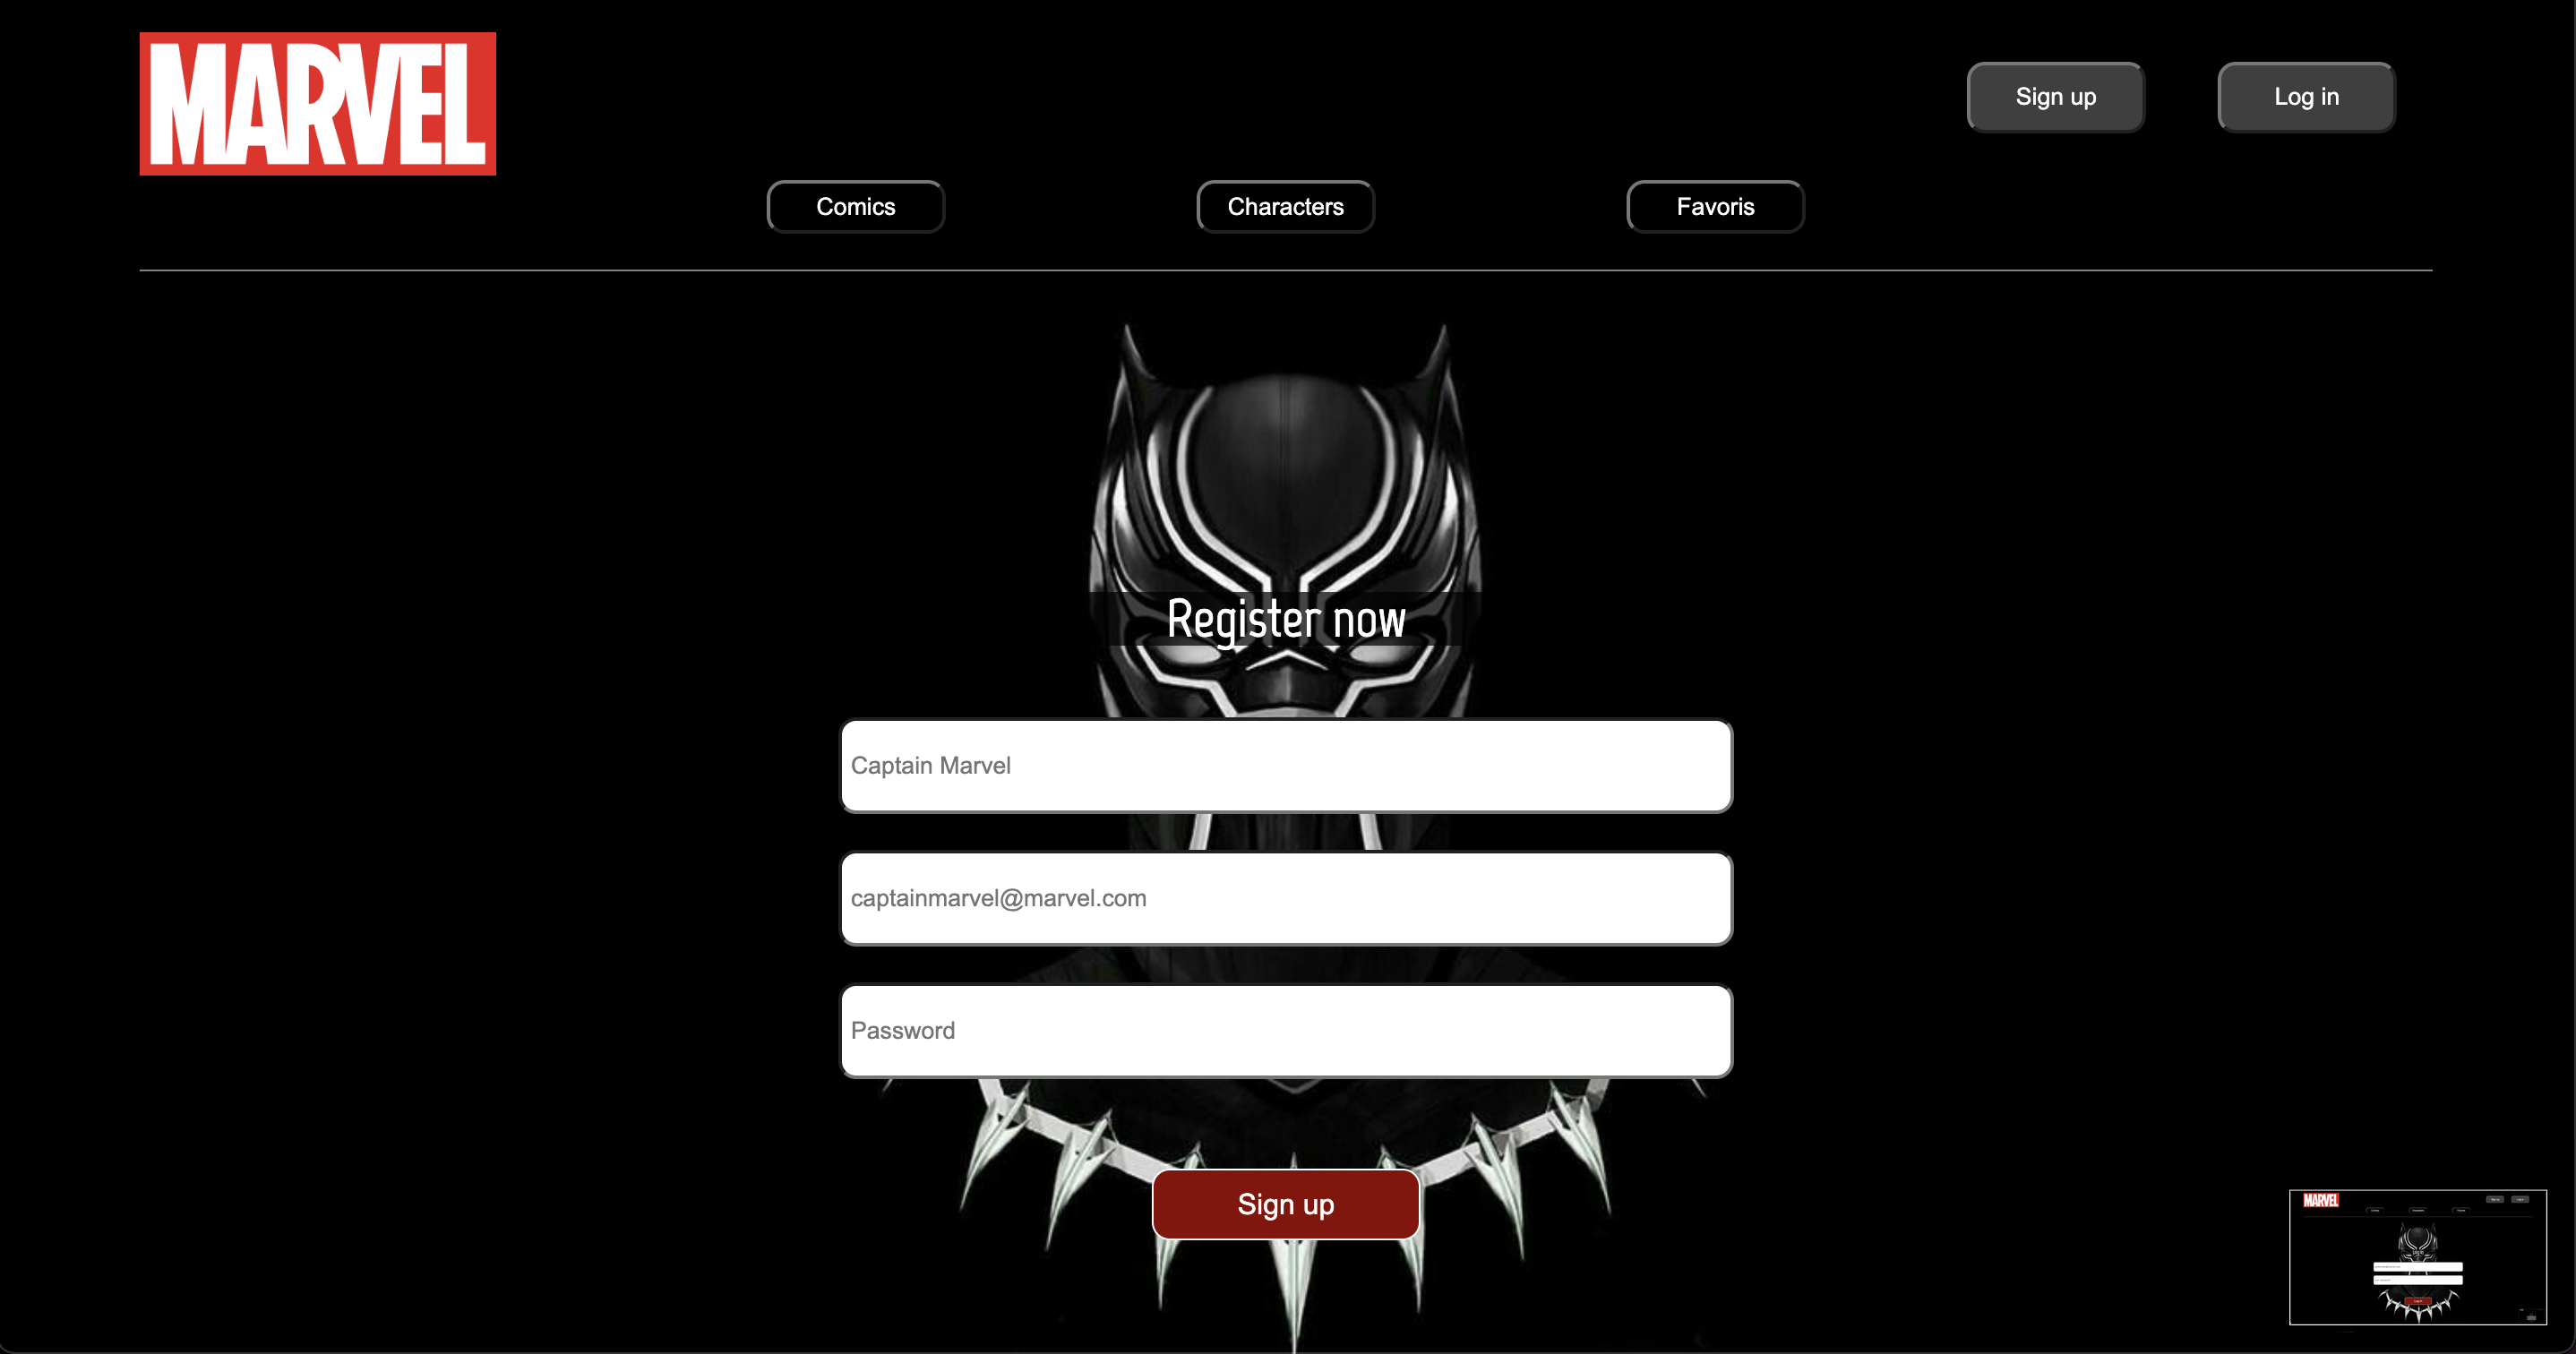 MARVEL
Sign up
Log in
Comics
Characters
Favoris
Register now
Captain Marvel
captainmarvel@marvel.com
Password
Sign up
MARVEL